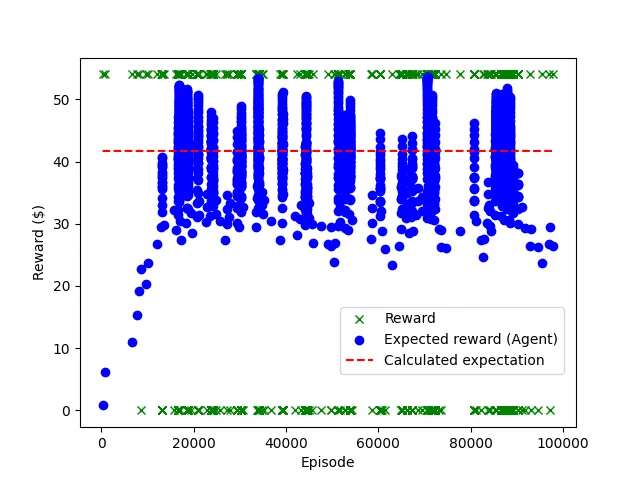 50
40
30
20
10
0
Reward ($)
Reward
Expected reward (Agent)
Calculated expectation
0
20000
40000
60000
80000
100000
Episode